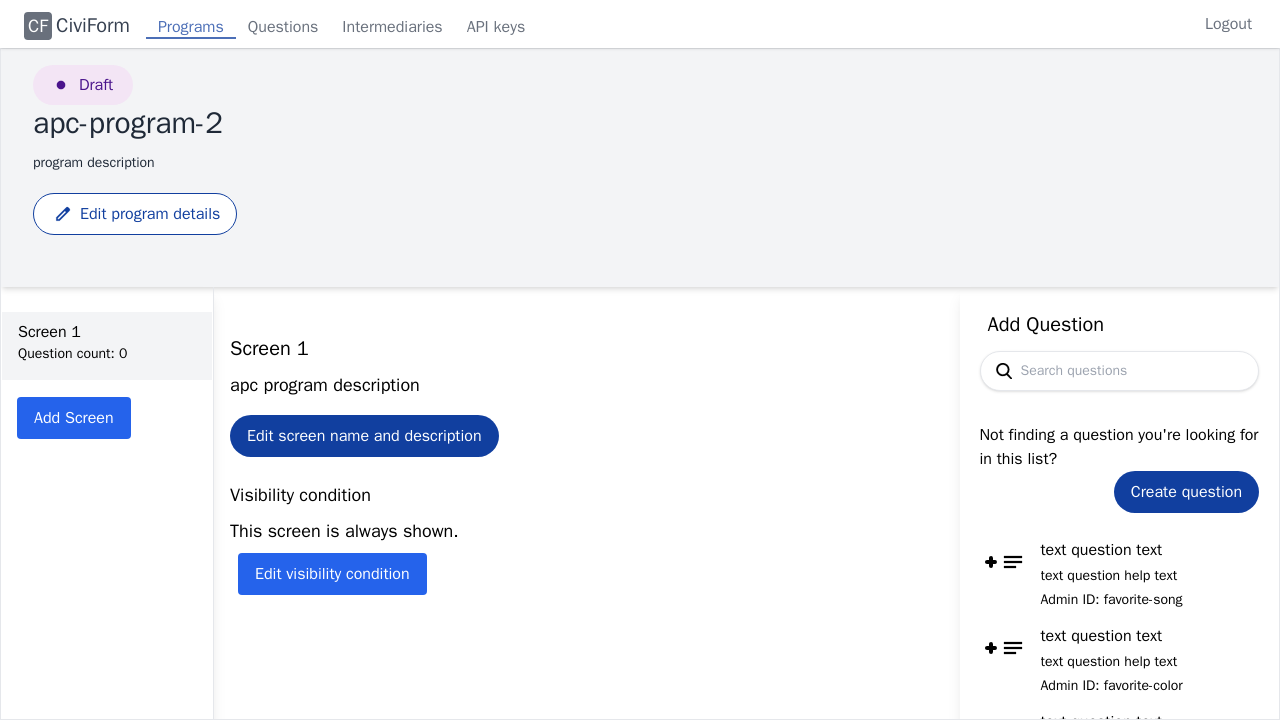 CF CiviForm Programs Questions Intermediaries API keys Logout
Draft
apc-program-2
program description
Edit program details
Screen 1
Question count: 0
Add Screen
Screen 1
apc program description
Edit screen name and description
Visibility condition
This screen is always shown.
Edit visibility condition
Add Question
Search questions
Not finding a question you're looking for
in this list?
Create question
text question text
text question help text
Admin ID: favorite-song
text question text
text question help text
Admin ID: favorite-color
text question text